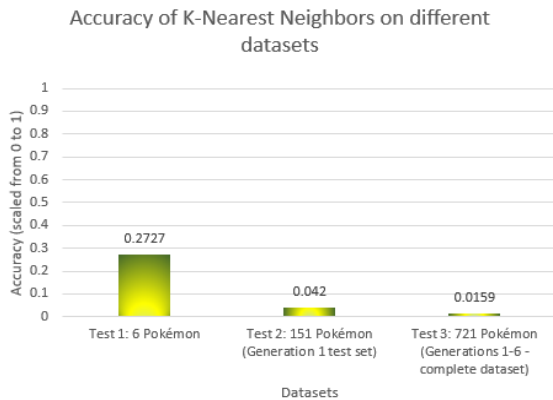 Accuracy of K-Nearest Neighbors on different
datasets
Accuracy (scaled from 0 to 1)
1
0.9
0.8
0.7
0.6
0.5
0.4
0.3
0.2
0.1
0
0.2727
0.042
0.0159
Test 1: 6 Pokémon
Test 2: 151 Pokémon
(Generation 1 test set)
Test 3: 721 Pokémon
(Generations 1-6 -
complete dataset)
Datasets